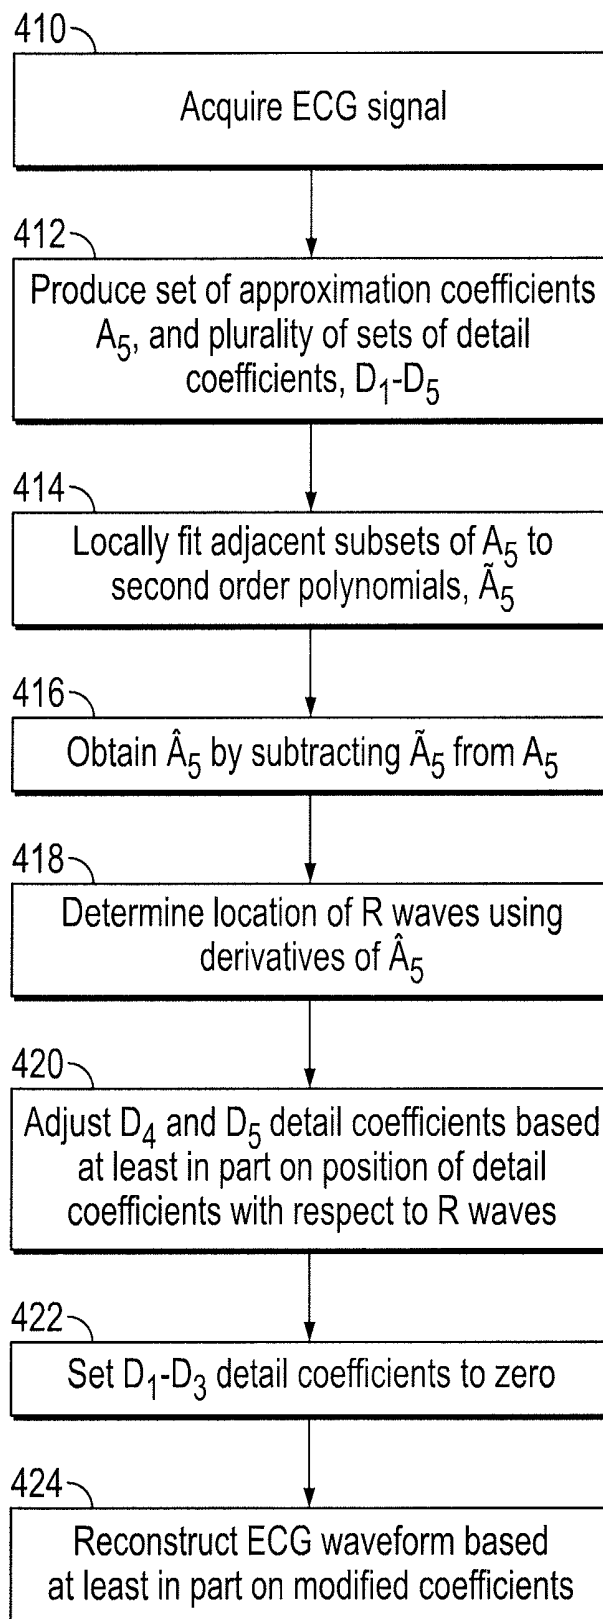 410
Acquire ECG signal
412
Produce set of approximation coefficients
A₅, and plurality of sets of detail
coefficients, D₁-D₅
414
Locally fit adjacent subsets of A₅ to
second order polynomials, Ã₅
416
Obtain Â₅ by subtracting Ã₅ from A₅
418
Determine location of R waves using
derivatives of Â₅
420
Adjust D₄ and D₅ detail coefficients based
at least in part on position of detail
coefficients with respect to R waves
422
Set D₁-D₃ detail coefficients to zero
424
Reconstruct ECG waveform based
at least in part on modified coefficients